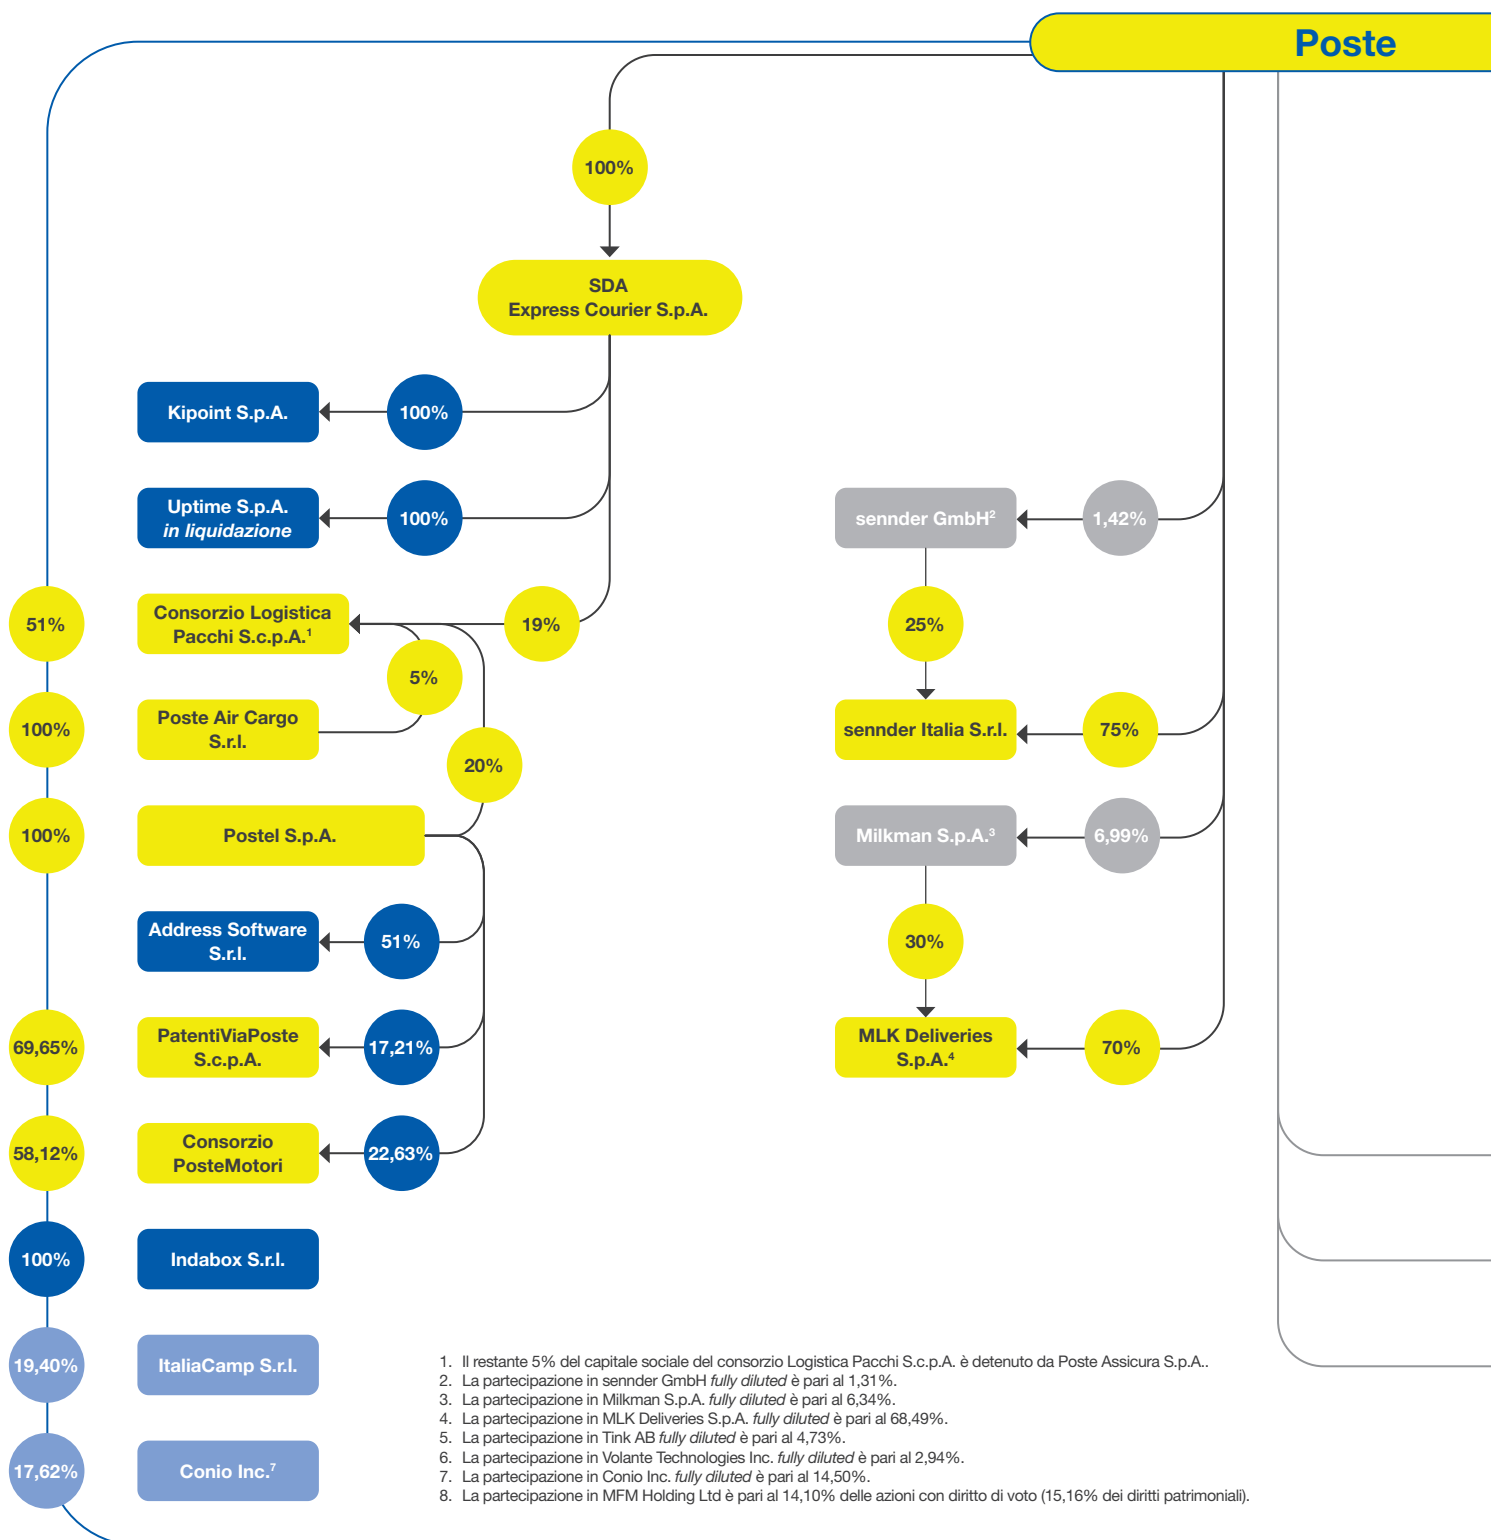 Poste
100%
SDA
Express Courier S.p.A.
Kipoint S.p.A.
100%
Uptime S.p.A.
in liquidazione
100%
sennder GmbH²
1,42%
51%
Consorzio Logistica
Pacchi S.c.p.A.¹
19%
25%
5%
100%
Poste Air Cargo
S.r.l.
sennder Italia S.r.l.
75%
20%
100%
Postel S.p.A.
Milkman S.p.A.³
6,99%
Address Software
S.r.l.
51%
30%
69,65%
PatentiViaPoste
S.c.p.A.
17,21%
MLK Deliveries
S.p.A.⁴
70%
58,12%
Consorzio
PosteMotori
22,63%
100%
Indabox S.r.l.
19,40%
ItaliaCamp S.r.l.
17,62%
Conio Inc.⁷
1. Il restante 5% del capitale sociale del consorzio Logistica Pacchi S.c.p.A. è detenuto da Poste Assicura S.p.A..
2. La partecipazione in sennder GmbH fully diluted è pari al 1,31%.
3. La partecipazione in Milkman S.p.A. fully diluted è pari al 6,34%.
4. La partecipazione in MLK Deliveries S.p.A. fully diluted è pari al 68,49%.
5. La partecipazione in Tink AB fully diluted è pari al 4,73%.
6. La partecipazione in Volante Technologies Inc. fully diluted è pari al 2,94%.
7. La partecipazione in Conio Inc. fully diluted è pari al 14,50%.
8. La partecipazione in MFM Holding Ltd è pari al 14,10% delle azioni con diritto di voto (15,16% dei diritti patrimoniali).